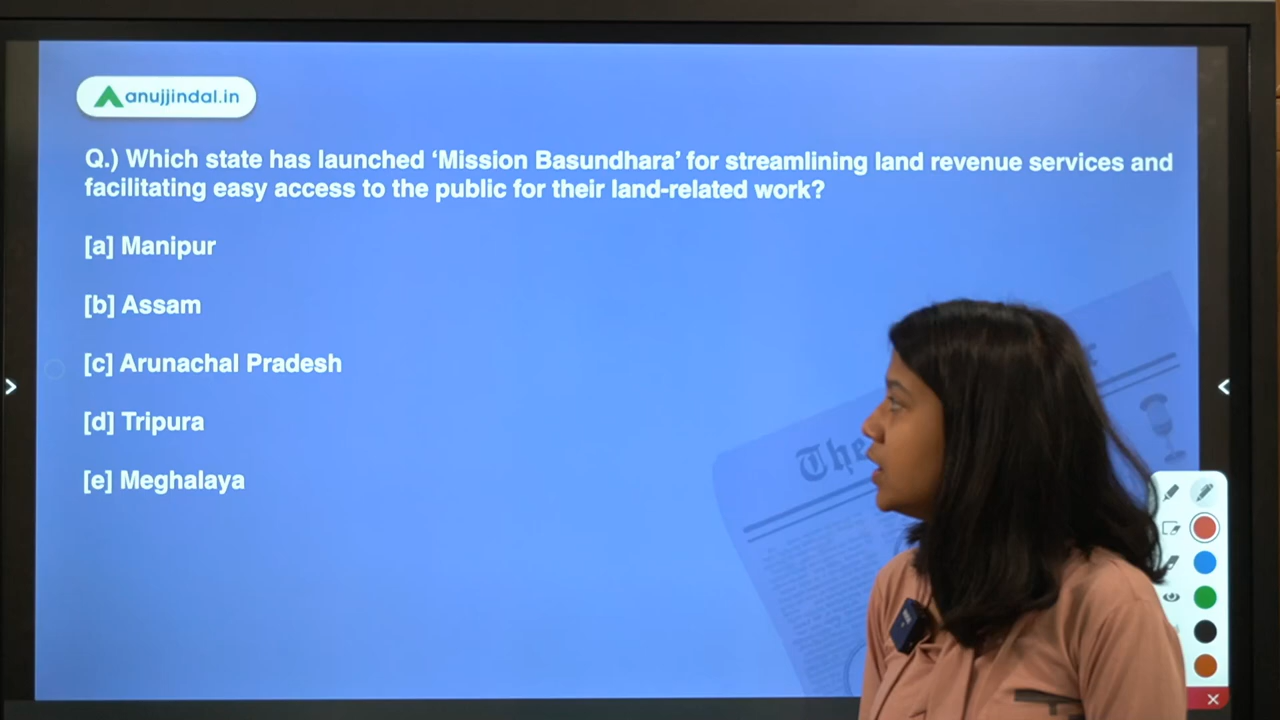 anujjindal.in
Q.) Which state has launched ‘Mission Basundhara’ for streamlining land revenue services and
facilitating easy access to the public for their land-related work?
[a] Manipur
[b] Assam
[c] Arunachal Pradesh
[d] Tripura
[e] Meghalaya
The